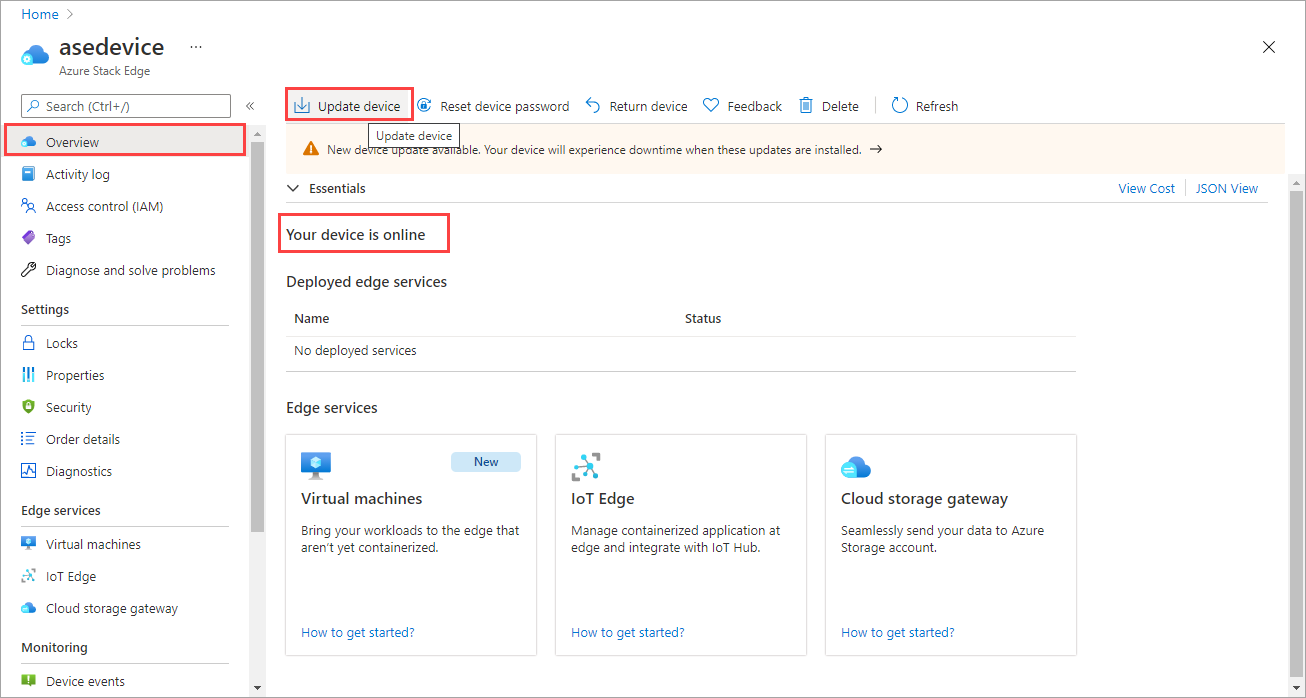 Home
asedevice
...
Azure Stack Edge
Search (Ctrl+/)
Overview
Activity log
Access control (IAM)
Tags
Diagnose and solve problems
Settings
Locks
Properties
Security
Order details
Diagnostics
Edge services
Virtual machines
IoT Edge
Cloud storage gateway
Monitoring
Device events
Update device
Reset device password
Return device
Feedback
Delete
Refresh
Update device
New device update available. Your device will experience downtime when these updates are installed.
Essentials
View Cost
JSON View
Your device is online
Deployed edge services
Name Status
No deployed services
Edge services
New
Virtual machines
Bring your workloads to the edge that
aren't yet containerized.
How to get started?
IoT Edge
Manage containerized application at
edge and integrate with IoT Hub.
How to get started?
Cloud storage gateway
Seamlessly send your data to Azure
Storage account.
How to get started?